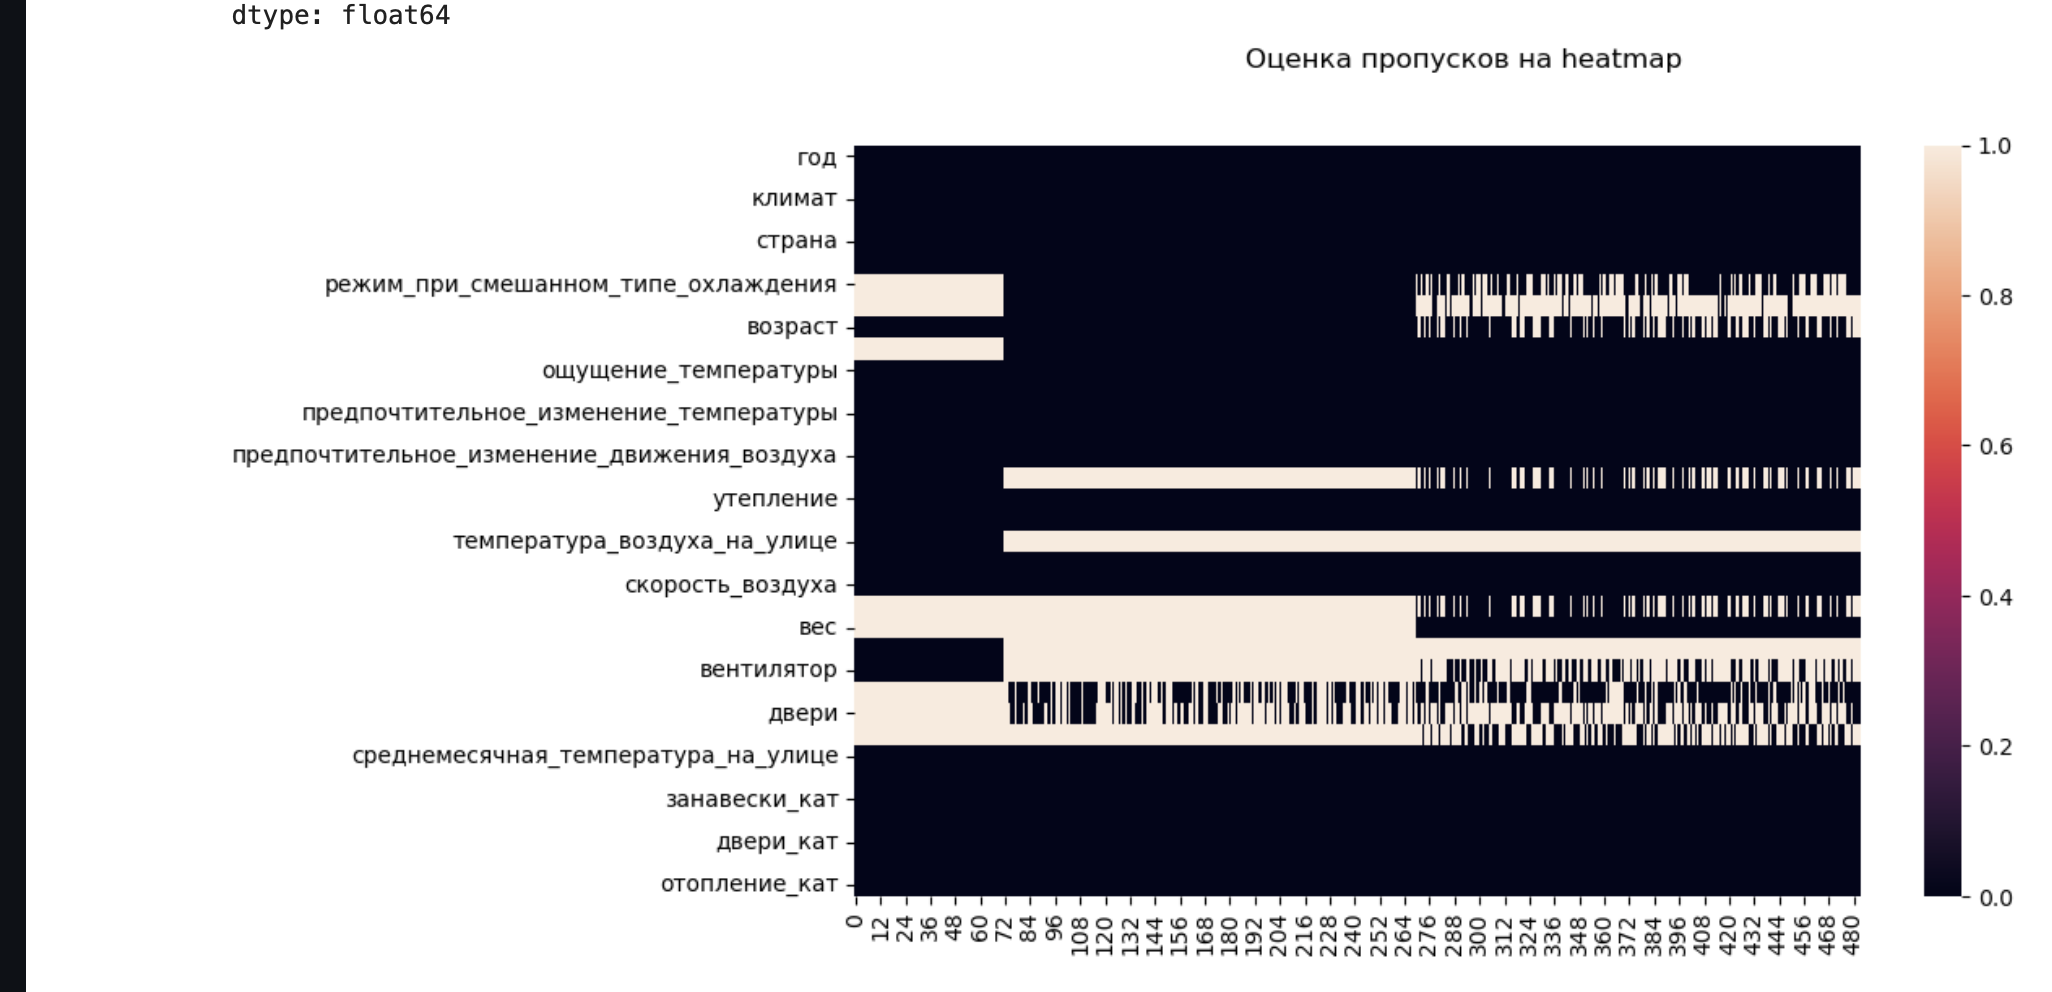 dtype: float64
Оценка пропусков на heatmap
год
климат
страна
режим_при_смешанном_типе_охлаждения
возраст
ощущение_температуры
предпочтительное_изменение_температуры
предпочтительное_изменение_движения_воздуха
утепление
температура_воздуха_на_улице
скорость_воздуха
вес
вентилятор
двери
среднемесячная_температура_на_улице
занавески_кат
двери_кат
отопление_кат
0 12 24 36 48 60 72 84 96 108 120 132 144 156 168 180 192 204 216 228 240 252 264 276 288 300 312 324 336 348 360 372 384 396 408 420 432 444 456 468 480
1.0
0.8
0.6
0.4
0.2
0.0